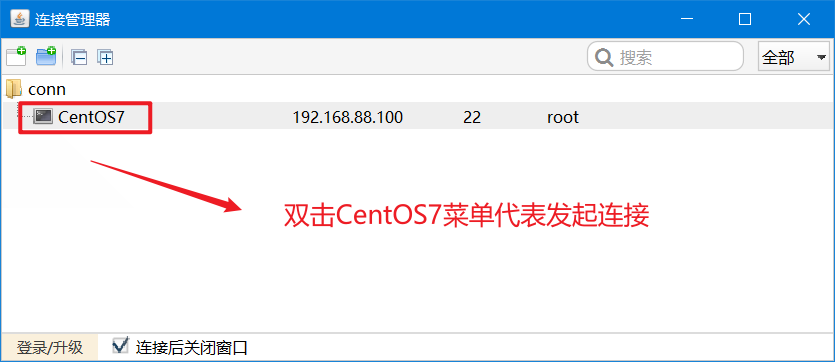 连接管理器
搜索
全部
conn
CentOS7 192.168.88.100 22 root
双击CentOS7菜单代表发起连接
登录/升级 连接后关闭窗口